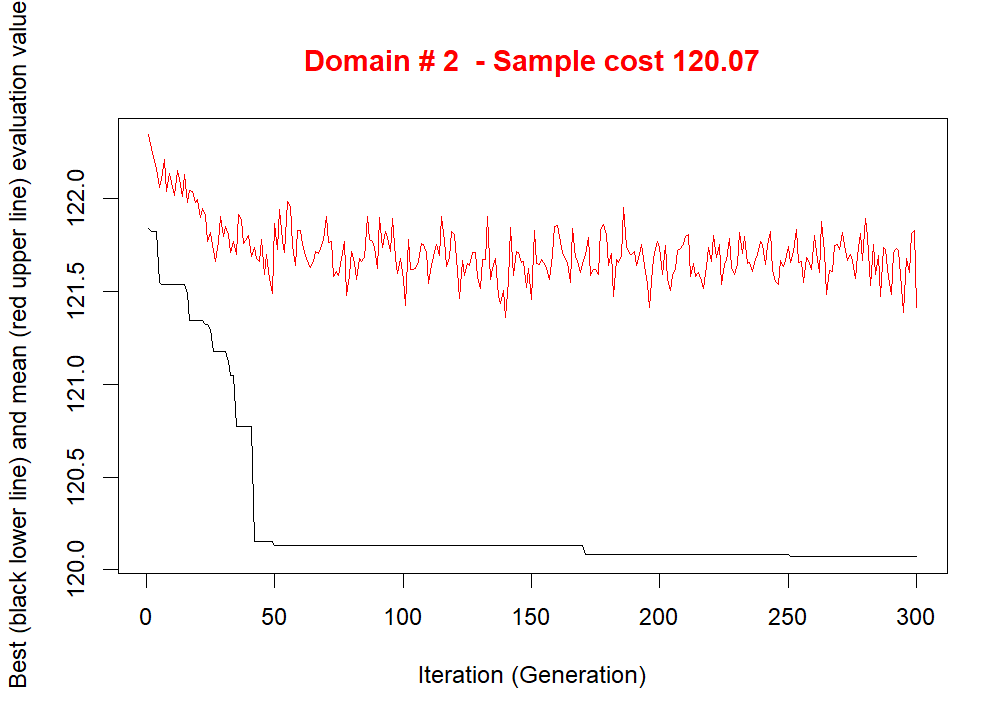 Domain # 2  - Sample cost 120.07
Best (black lower line) and mean (red upper line) evaluation value
122.0
121.5
121.0
120.5
120.0
0 50 100 150 200 250 300
Iteration (Generation)